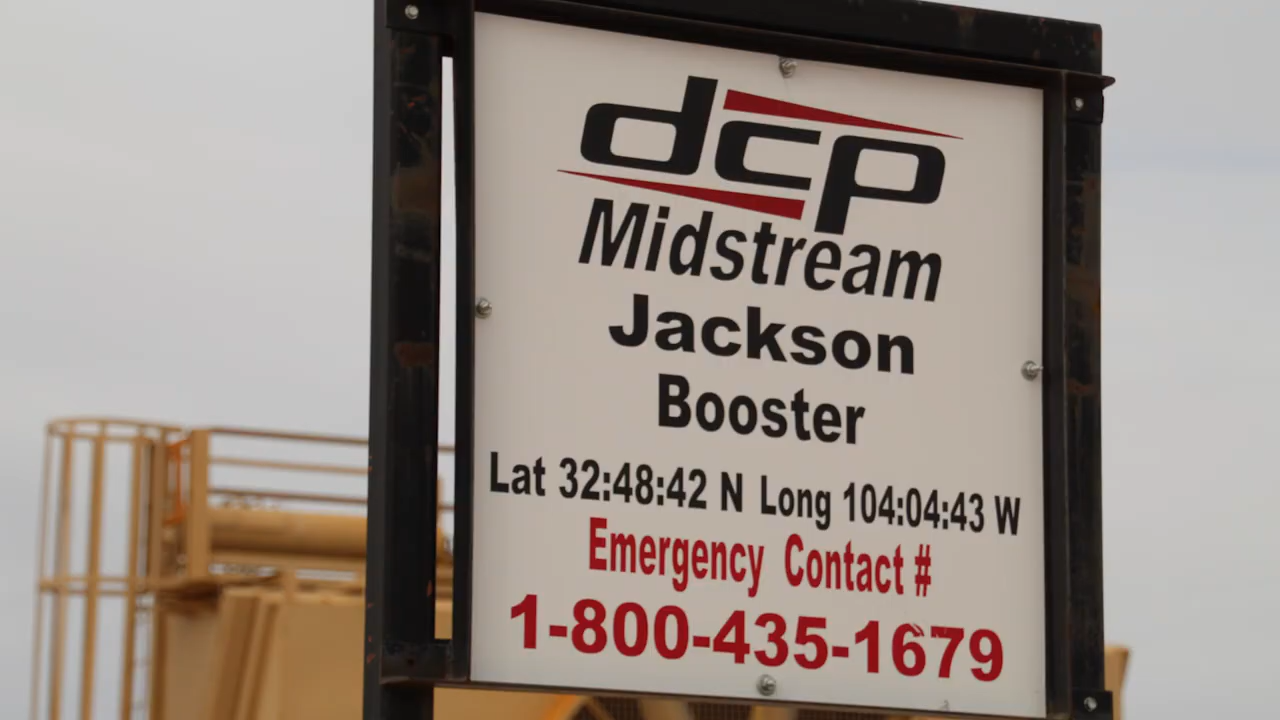 dcp
Midstream
Jackson
Booster
Lat 32:48:42 N Long 104:04:43 W
Emergency Contact #
1-800-435-1679